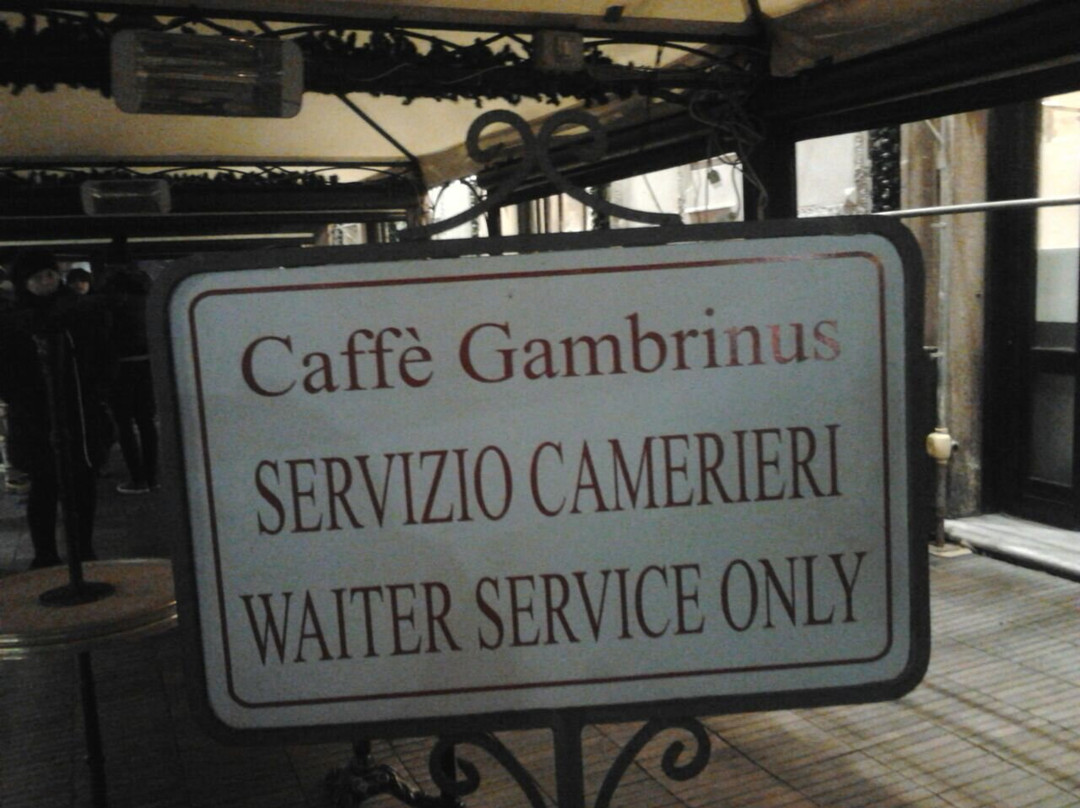 Caffè Gambrinus
SERVIZIO CAMERIERI
WAITER SERVICE ONLY